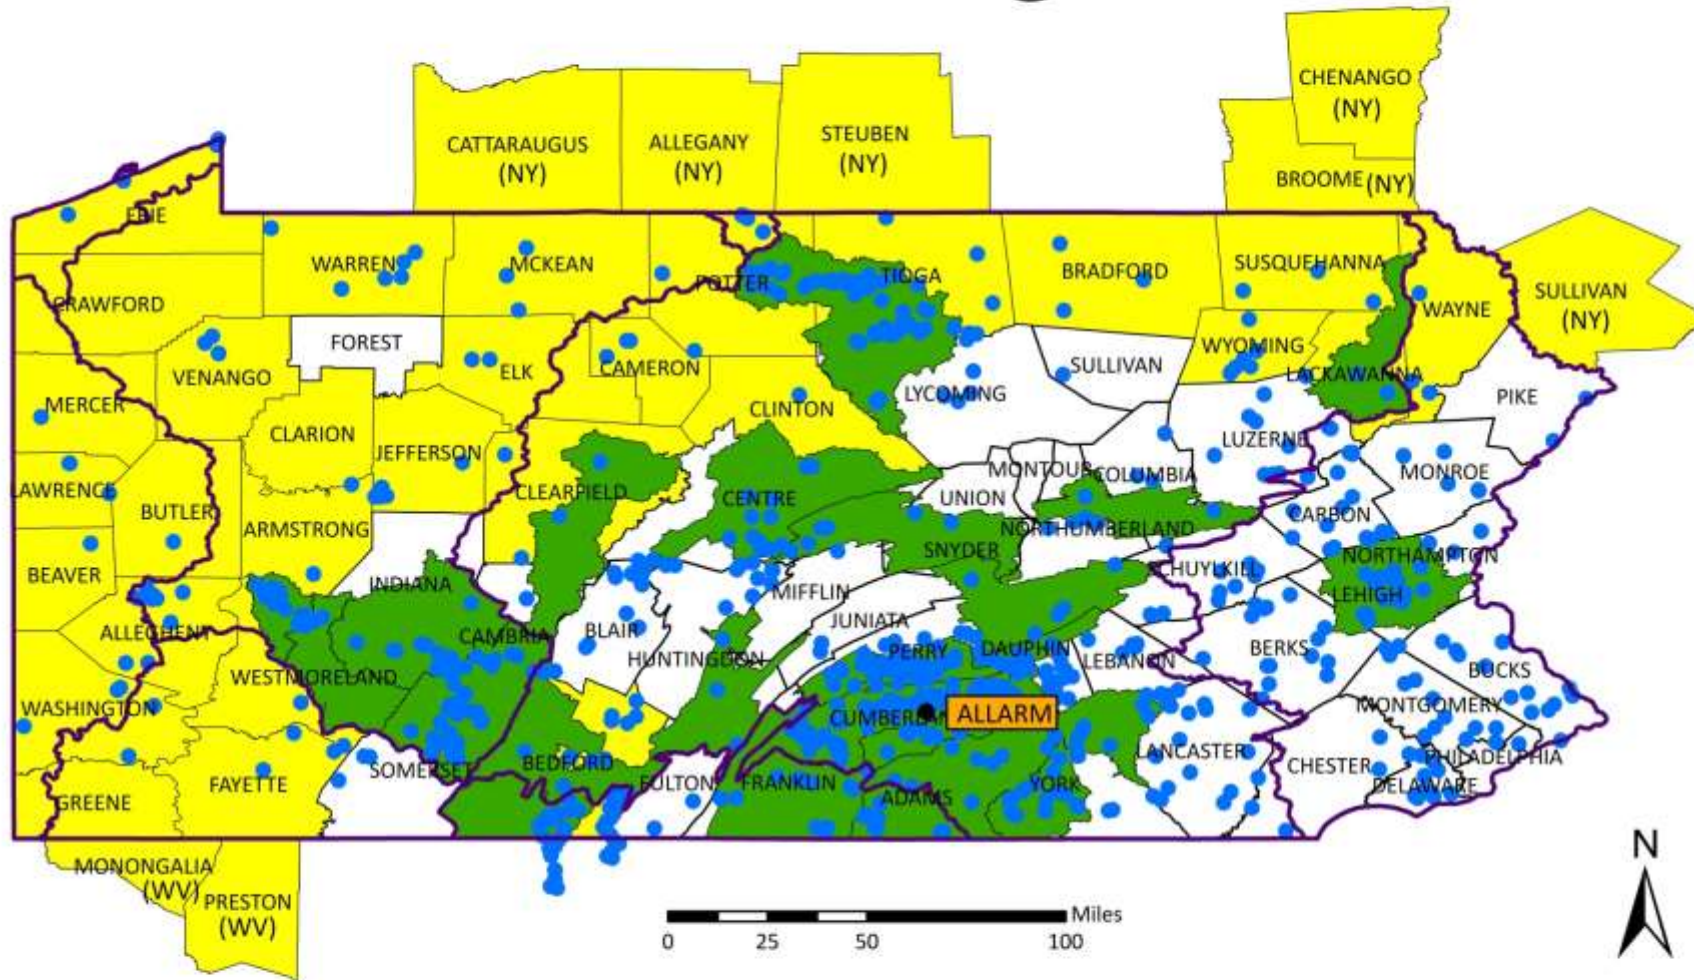 CHENANGO
(NY)
CATTARAUGUS
(NY)
ALLEGANY
(NY)
STEUBEN
(NY)
BROOME (NY)
ERIE
WARREN
MCKEAN
POTTER
TIOGA
BRADFORD
SUSQUEHANNA
WAYNE
SULLIVAN
(NY)
CRAWFORD
FOREST
VENANGO
ELK
CAMERON
WYOMING
SULLIVAN
LACKAWANNA
PIKE
MERCER
CLARION
JEFFERSON
CLINTON
LYCOMING
LUZERNE
MONROE
LAWRENCE
BUTLER
ARMSTRONG
CLEARFIELD
CENTRE
UNION
MONTOUR
COLUMBIA
NORTHUMBERLAND
CARBON
BEAVER
INDIANA
SNYDER
MIFFLIN
SCHUYLKILL
NORTHAMPTON
LEHIGH
ALLEGHENY
CAMBRIA
BLAIR
HUNTINGDON
JUNIATA
PERRY
DAUPHIN
LEBANON
BERKS
BUCKS
WASHINGTON
WESTMORELAND
CUMBERLAN
ALLARM
MONTGOMERY
GREENE
FAYETTE
SOMERSET
BEDFORD
FULTON
FRANKLIN
ADAMS
YORK
LANCASTER
CHESTER
PHILADELPHIA
DELAWARE
MONONGALIA
(WV)
PRESTON
(WV)
Miles
0 25 50 100
N